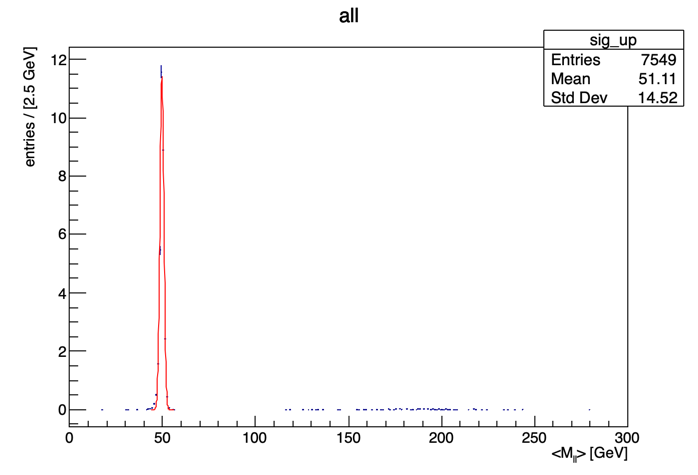 all
sig_up
Entries 7549
Mean 51.11
Std Dev 14.52
entries / [2.5 GeV]
12
10
8
6
4
2
0
0 50 100 150 200 250 300
<M_ll> [GeV]